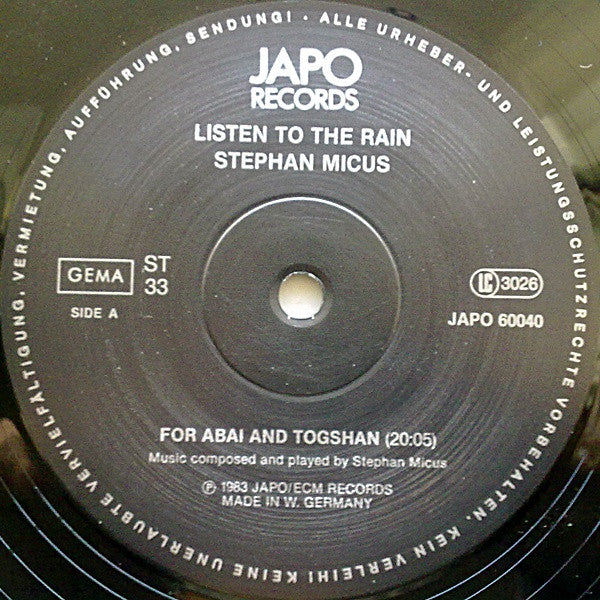 JAPO
RECORDS
LISTEN TO THE RAIN
STEPHAN MICUS
GEMA
ST
33
SIDE A
LC 3026
JAPO 60040
FOR ABAI AND TOGSHAN (20:05)
Music composed and played by Stephan Micus
℗ 1983 JAPO/ECM RECORDS
MADE IN W. GERMANY
ALLE URHEBER- UND LEISTUNGSSCHUTZRECHTE VORBEHALTEN. KEIN VERLEIH! KEINE UNERLAUBTE VERVIELFÄLTIGUNG, VERMIETUNG, AUFFÜHRUNG, SENDUNG! ·